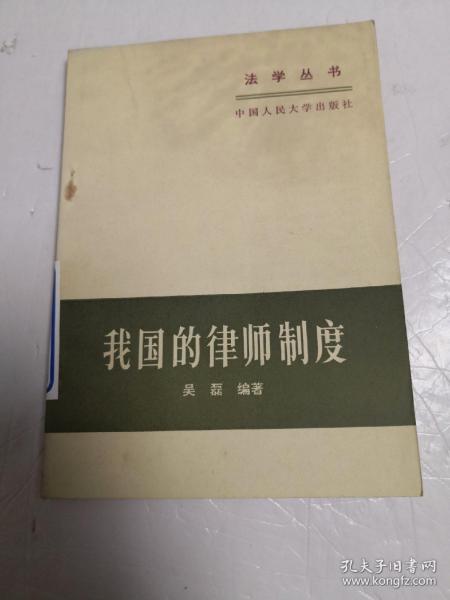 法学丛书
中国人民大学出版社
我国的律师制度
吴磊 编著
孔夫子旧书网
www.kongfz.com